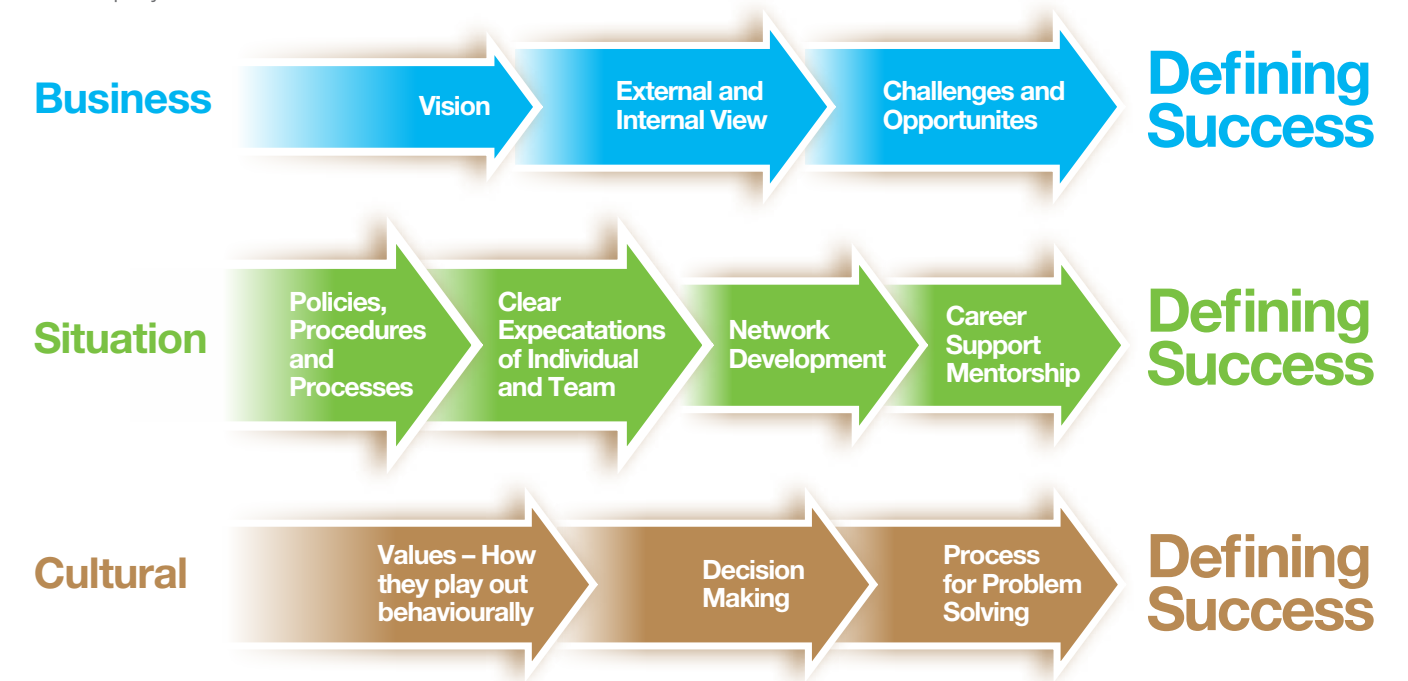 Business
Vision
External and
Internal View
Challenges and
Opportunites
Defining
Success
Situation
Policies,
Procedures
and
Processes
Clear
Expecatations
of Individual
and Team
Network
Development
Career
Support
Mentorship
Defining
Success
Cultural
Values – How
they play out
behaviourally
Decision
Making
Process
for Problem
Solving
Defining
Success